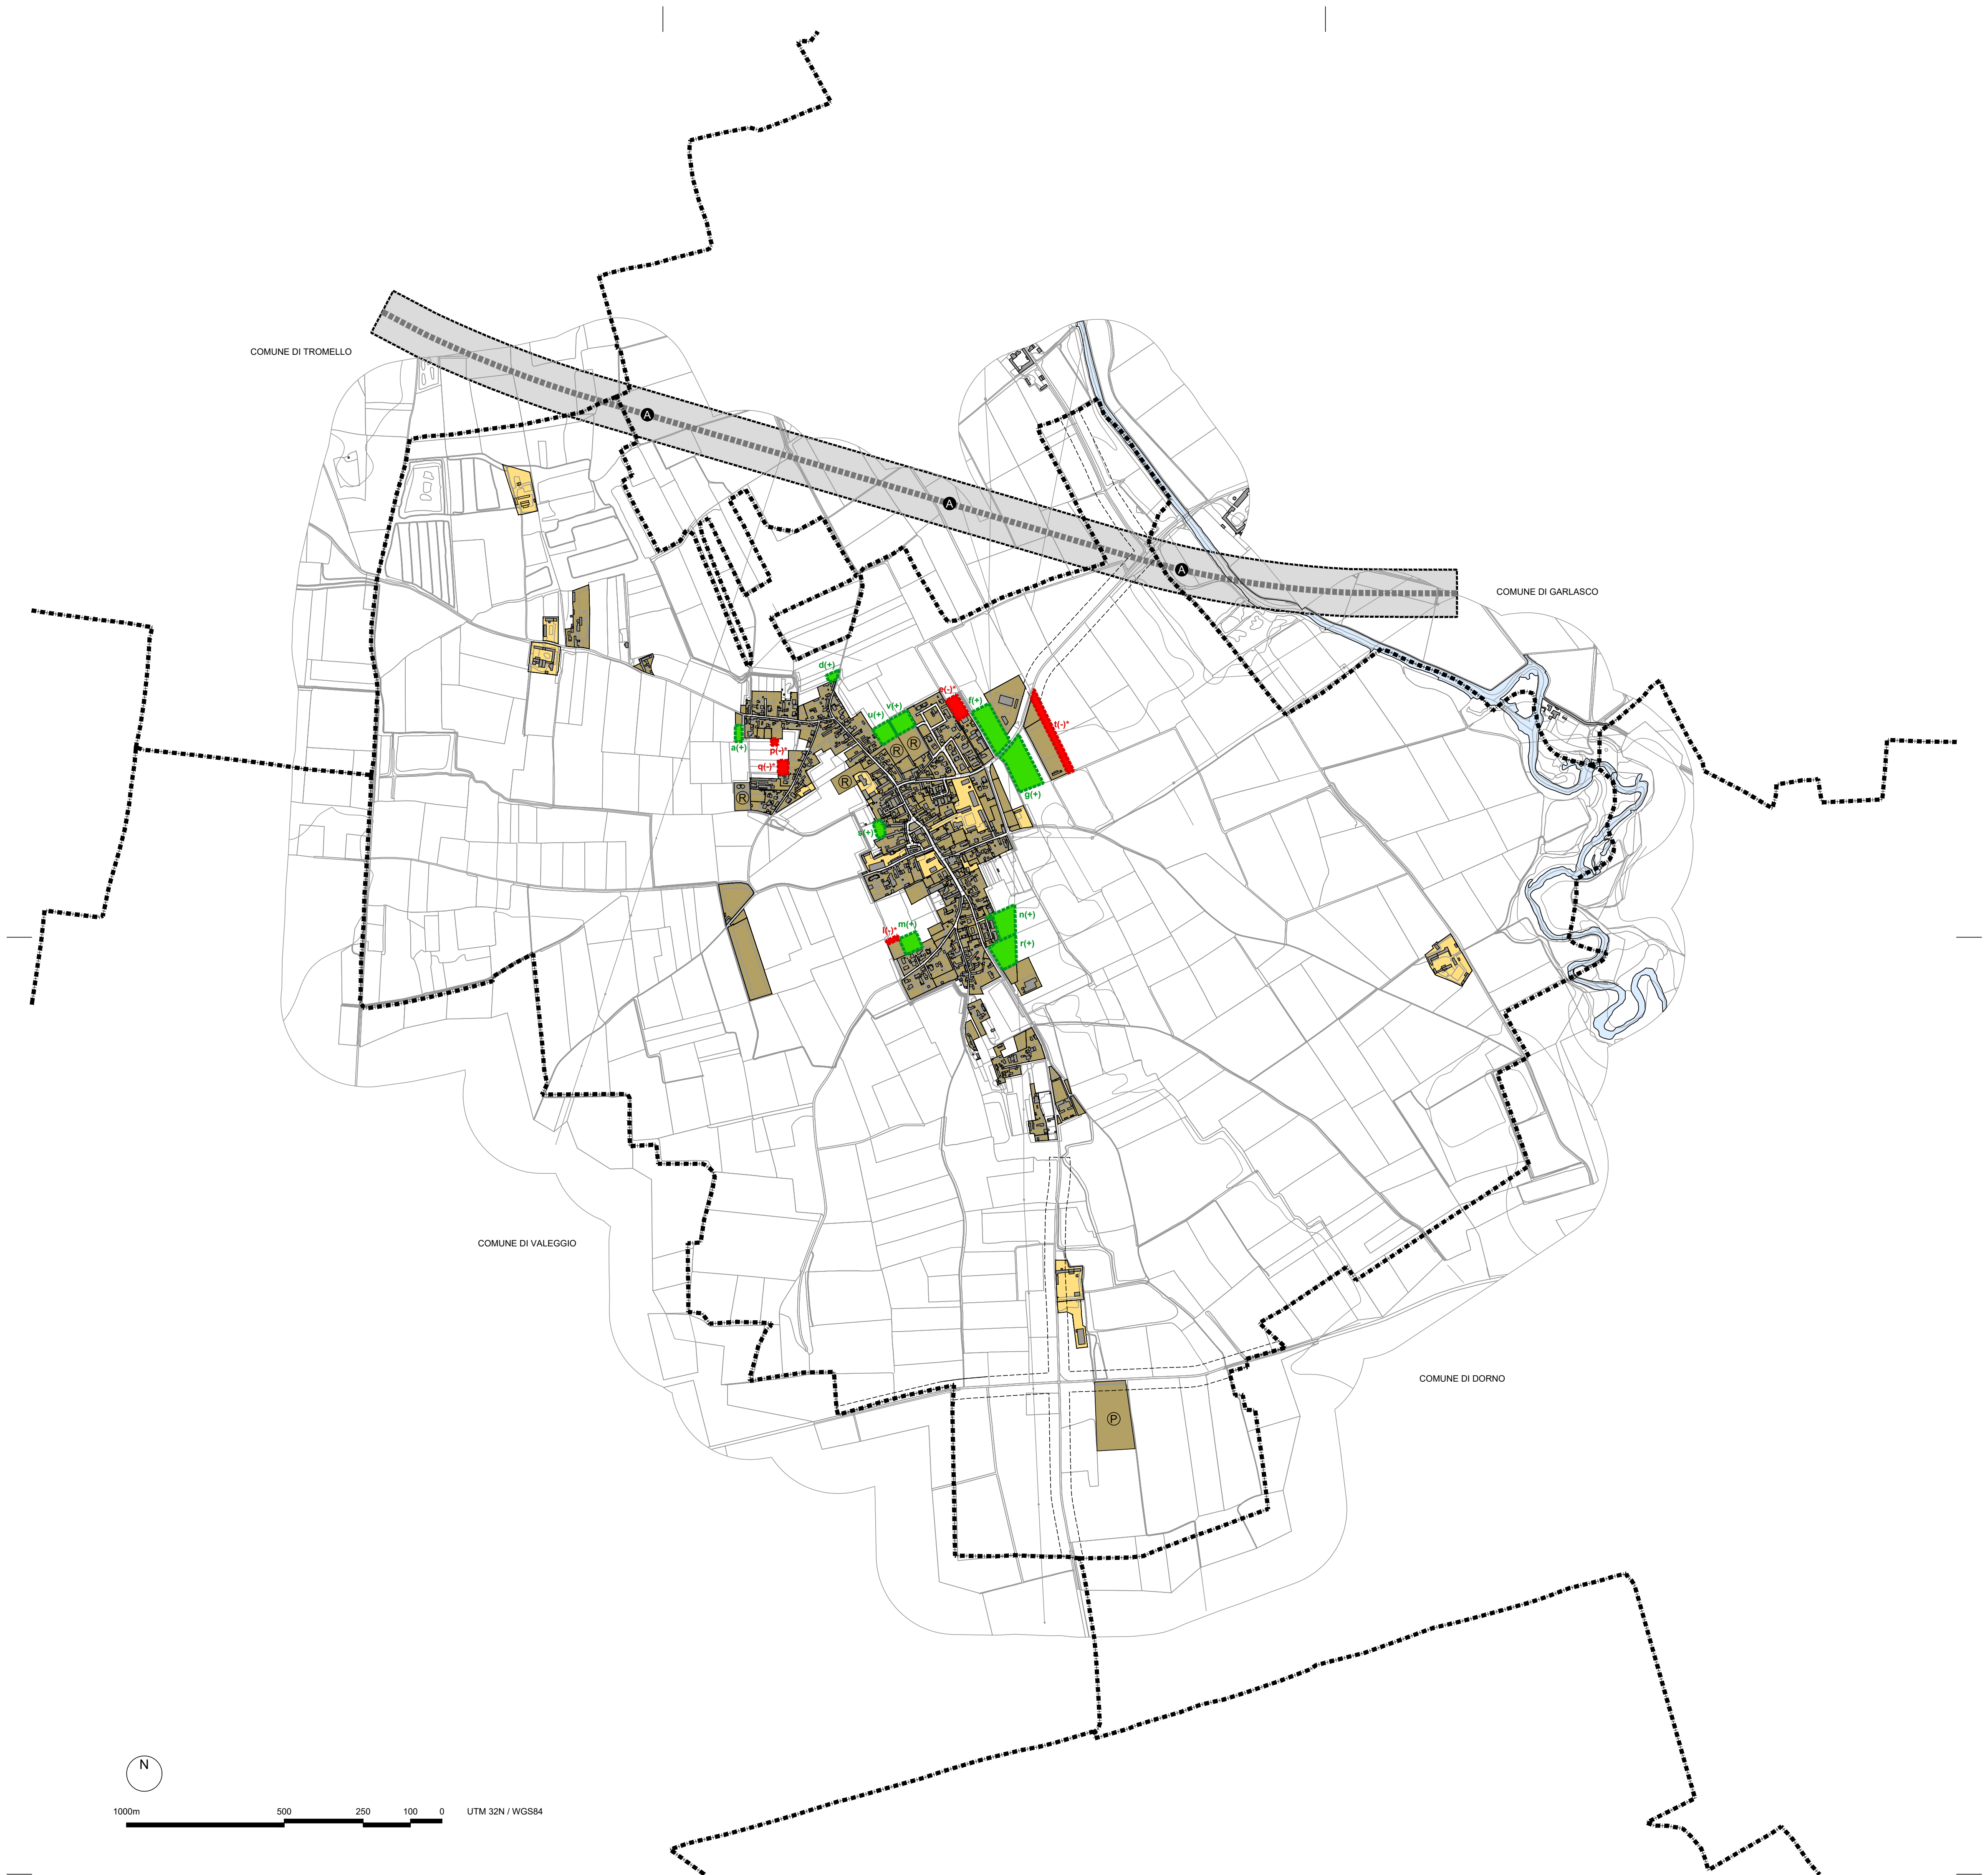 COMUNE DI TROMELLO
A
A
A
COMUNE DI GARLASCO
d(+)
e(-)*
f(+)
v(+)
u(+)
t(-)*
a(+)
p(-)*
R
R
q(-)*
R
g(+)
R
s(+)
n(+)
m(+)
l(-)*
r(+)
COMUNE DI VALEGGIO
COMUNE DI DORNO
P
N
1000m 500 250 100 0 UTM 32N / WGS84